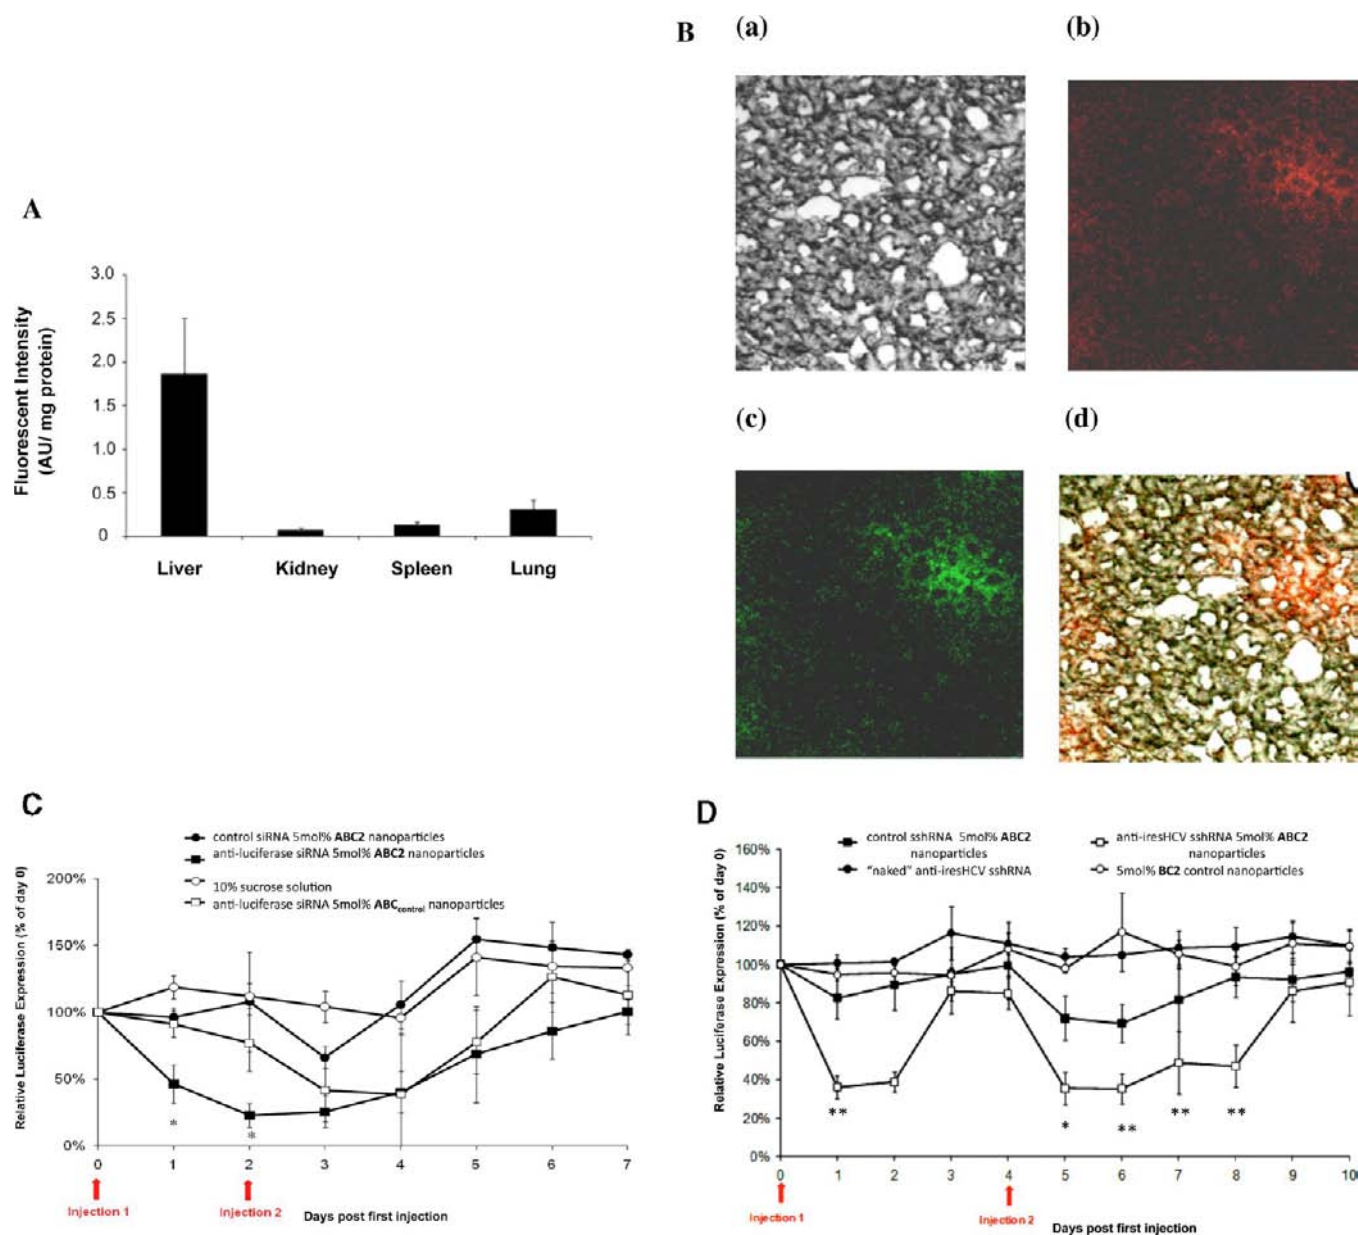 A
Fluorescent Intensity
(AU/ mg protein)
3.0
2.5
2.0
1.5
1.0
0.5
0
Liver Kidney Spleen Lung
B
(a)
(b)
(c)
(d)
C
control siRNA 5mol% ABC2 nanoparticles
anti-luciferase siRNA 5mol% ABC2 nanoparticles
10% sucrose solution
anti-luciferase siRNA 5mol% ABCcontrol nanoparticles
Relative Luciferase Expression (% of day 0)
200%
150%
100%
50%
0%
* *
0 1 2 3 4 5 6 7
Injection 1 Injection 2
Days post first injection
D
control sshRNA 5mol% ABC2
nanoparticles
"naked" anti-iresHCV sshRNA
anti-iresHCV sshRNA 5mol% ABC2
nanoparticles
5mol% BC2 control nanoparticles
Relative Luciferase Expression (% of day 0)
160%
140%
120%
100%
80%
60%
40%
20%
0%
** * ** ** **
0 1 2 3 4 5 6 7 8 9 10
Injection 1 Injection 2
Days post first injection